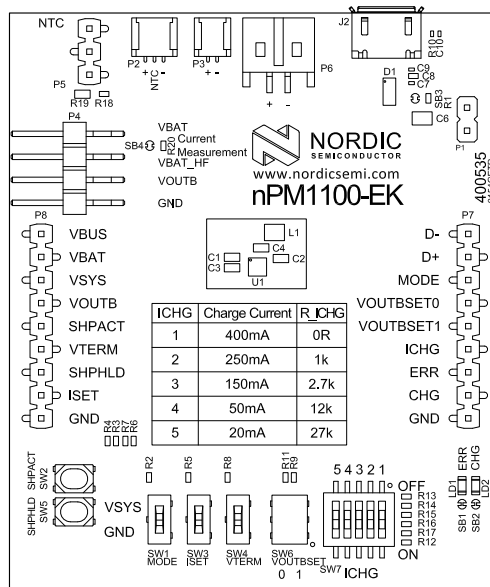 NTC
P5
R19 R18
P2
+ NTC -
P3
+ -
P6
+ -
J2
R10
C10
C9
C8
C7
D1
SB3
C6
R1
P1
400535
P4
VBAT
SB4 R20 Current
Measurement
VBAT_HF
VOUTB
GND
NORDIC
SEMICONDUCTOR
www.nordicsemi.com
nPM1100-EK
P8
VBUS
VBAT
VSYS
VOUTB
SHPACT
VTERM
SHPHLD
ISET
GND
L1
C4
C1
C3
C2
U1
P7
D-
D+
MODE
VOUTBSET0
VOUTBSET1
ICHG
ERR
CHG
GND
ICHG Charge Current R_ICHG
1 400mA 0R
2 250mA 1k
3 150mA 2.7k
4 50mA 12k
5 20mA 27k
R4 R3 R7 R6
SHPACT
SW2
SHPHLD
SW5
R2 R5 R8 R11 R9
VSYS
GND
SW1
MODE
SW3
ISET
SW4
VTERM
SW6
VOUTBSET
0 1
5 4 3 2 1
OFF
R13
R14
R15
R16
R17
R12
ON
SW7
ICHG
ERR CHG
LD1 LD2
SB1 SB2